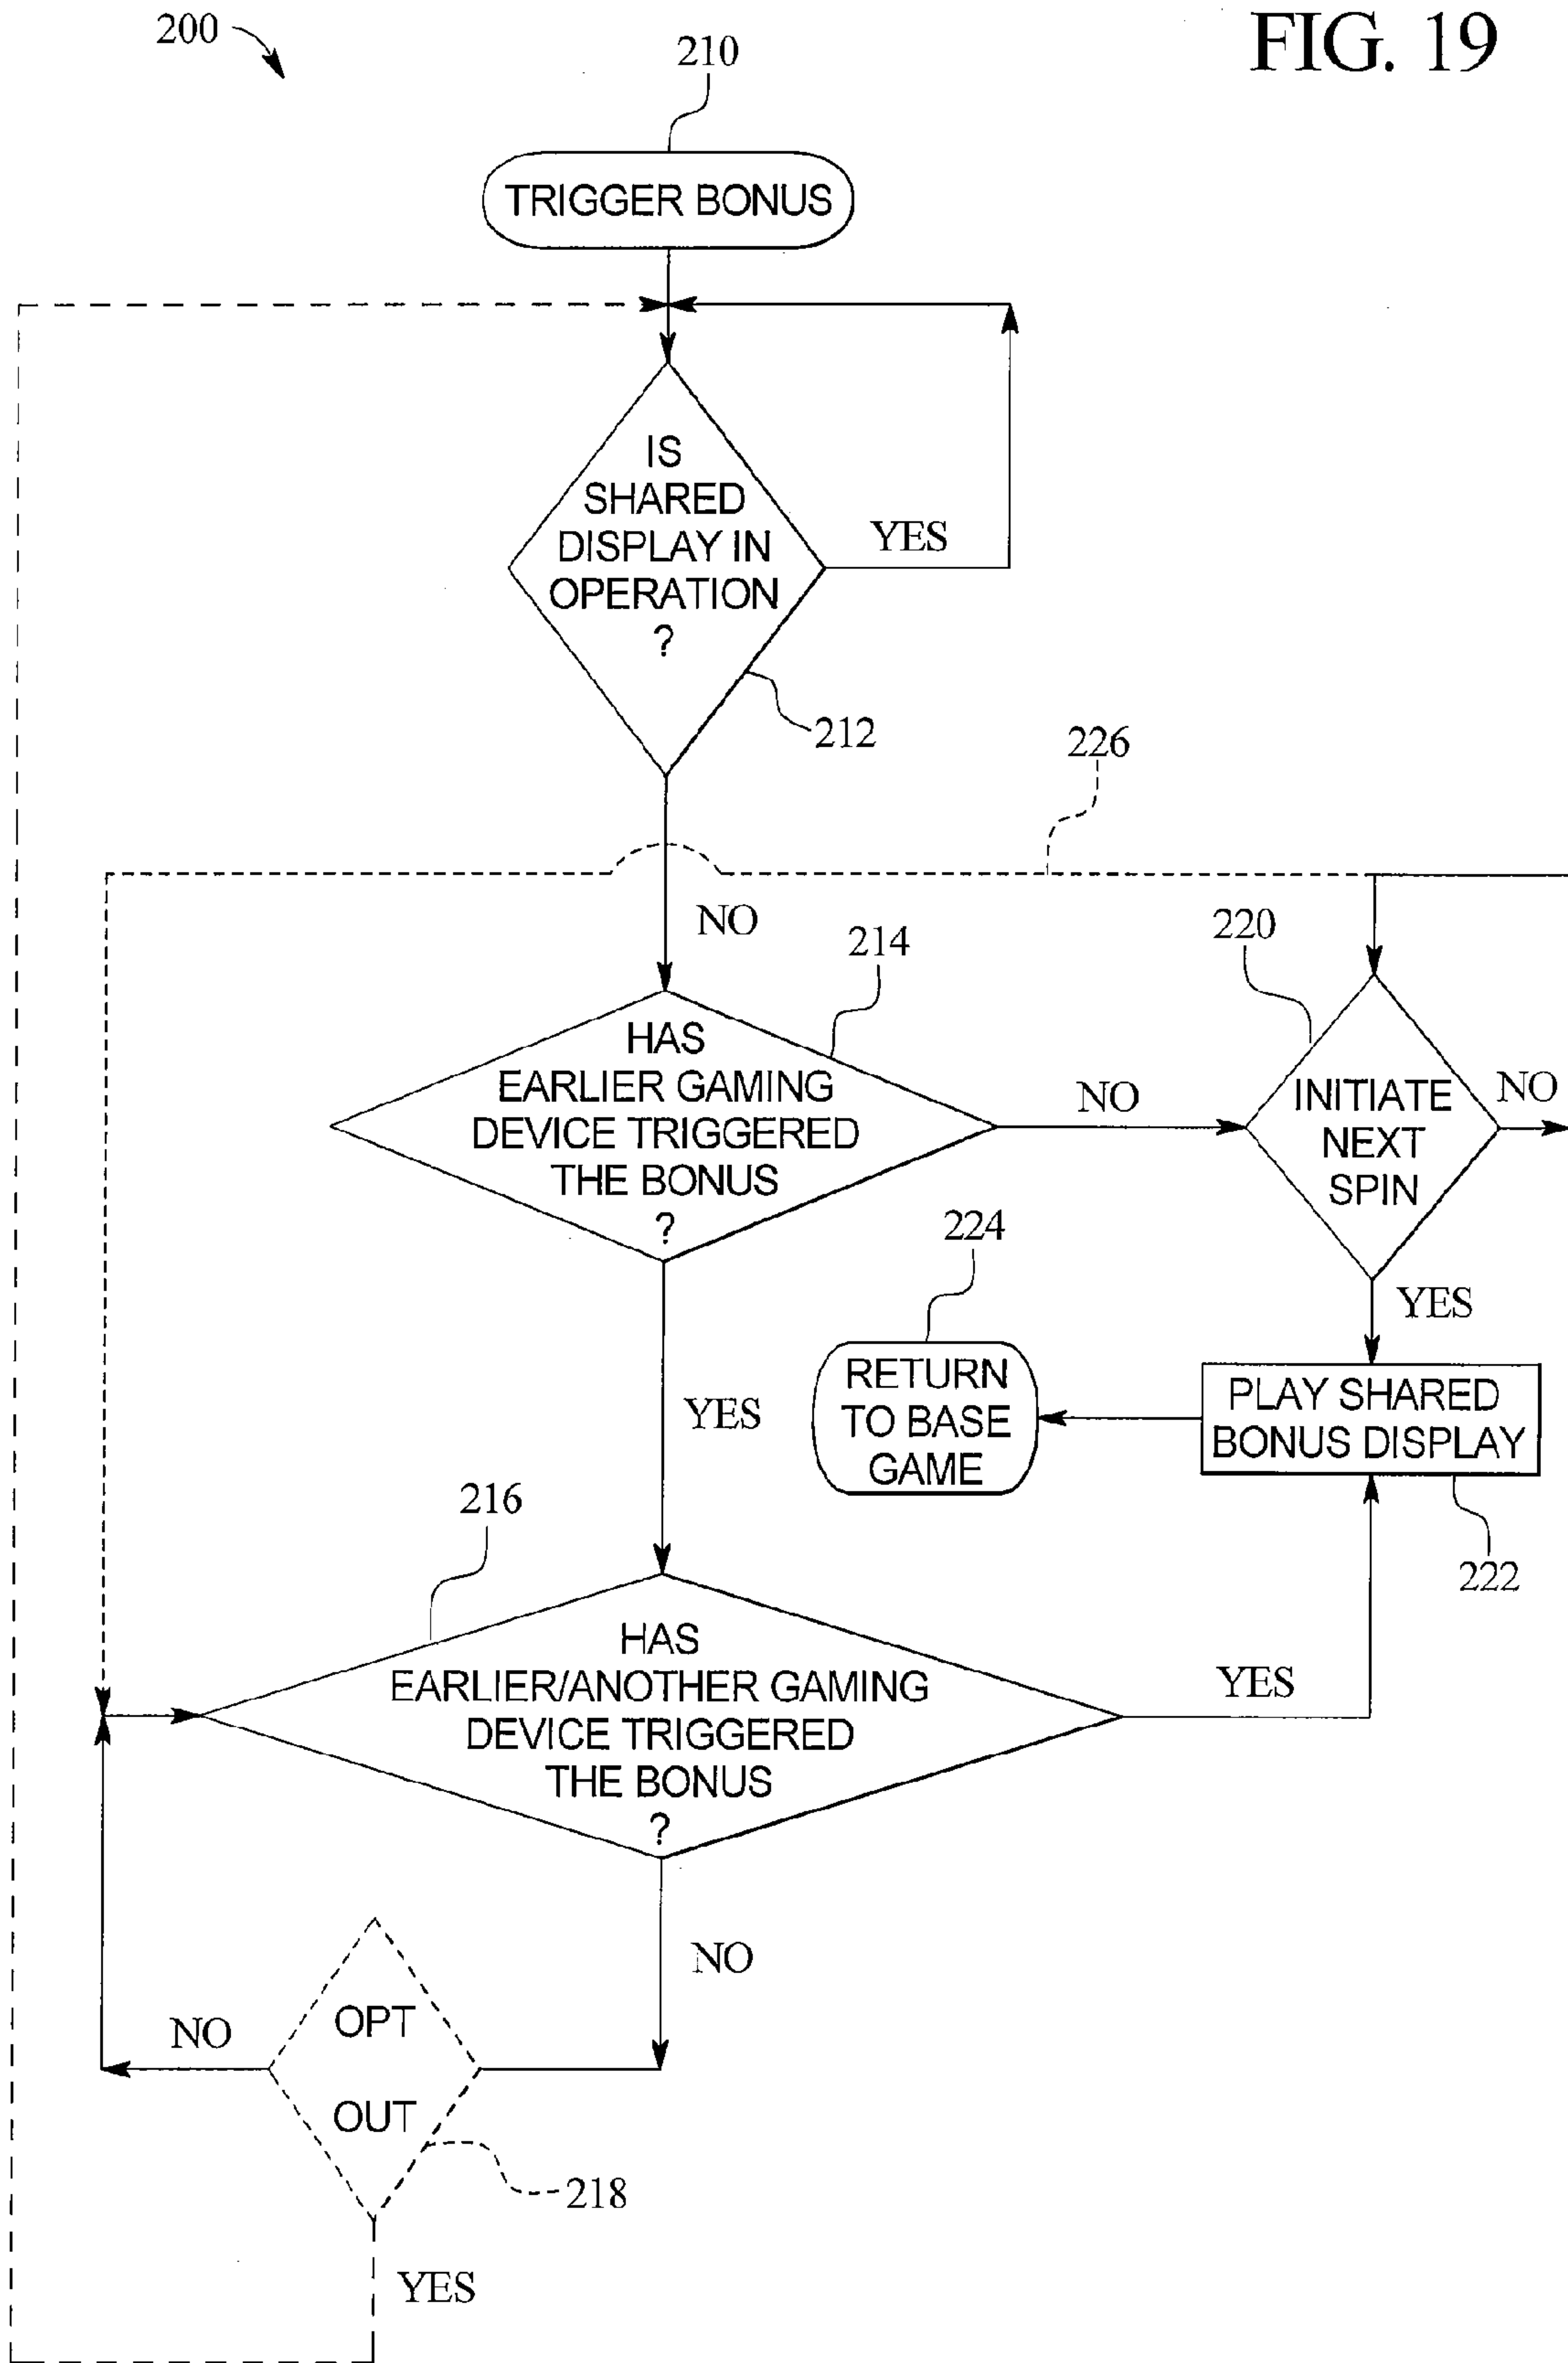 FIG. 19
200
210
TRIGGER BONUS
IS
SHARED
DISPLAY IN
OPERATION
?
YES
212
226
NO
214
220
HAS
EARLIER GAMING
DEVICE TRIGGERED
THE BONUS
?
NO
INITIATE
NEXT
SPIN
NO
224
YES
RETURN
TO BASE
GAME
PLAY SHARED
BONUS DISPLAY
YES
216
222
HAS
EARLIER/ANOTHER GAMING
DEVICE TRIGGERED
THE BONUS
?
YES
NO
NO
OPT
OUT
218
YES